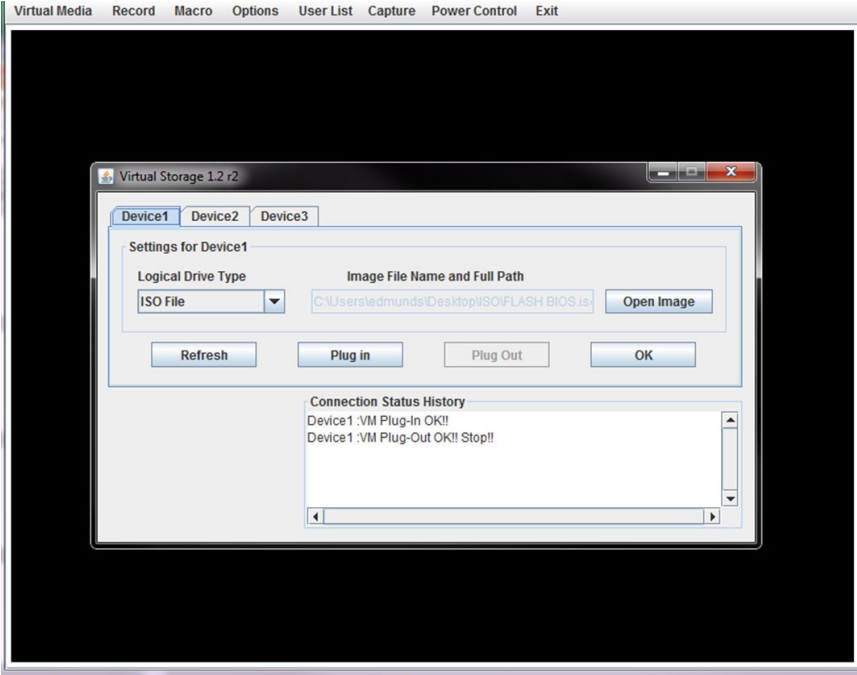 Virtual Media Record Macro Options User List Capture Power Control Exit
Virtual Storage 1.2 r2
Device1 Device2 Device3
Settings for Device1
Logical Drive Type Image File Name and Full Path
ISO File C:\Users\edmunds\Desktop\ISO\FLASH BIOS.iso Open Image
Refresh Plug in Plug Out OK
Connection Status History
Device1 :VM Plug-In OK!!
Device1 :VM Plug-Out OK!! Stop!!